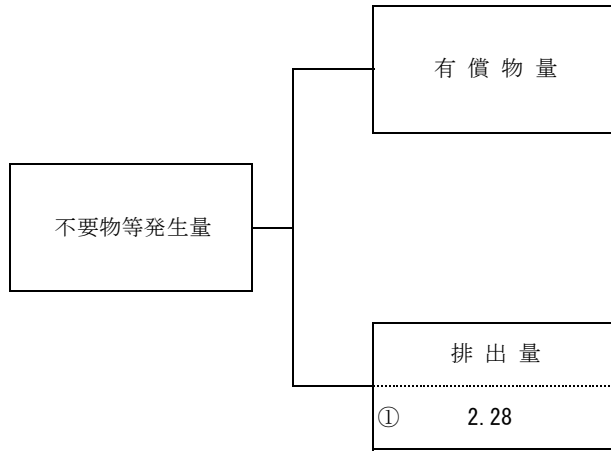 有 償 物 量
不要物等発生量
排 出 量
① 2.28